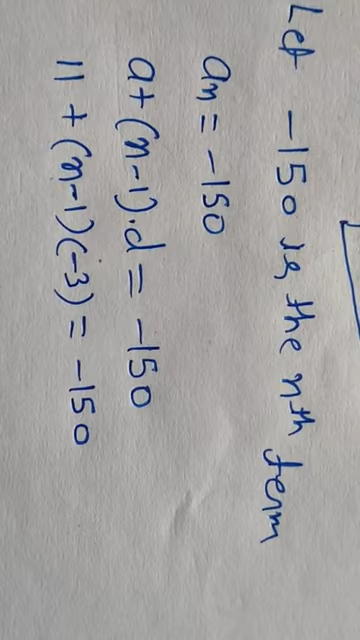 Let -150 is the nth term
an = -150
a+(n-1).d = -150
11 + (n-1)(-3) = -150